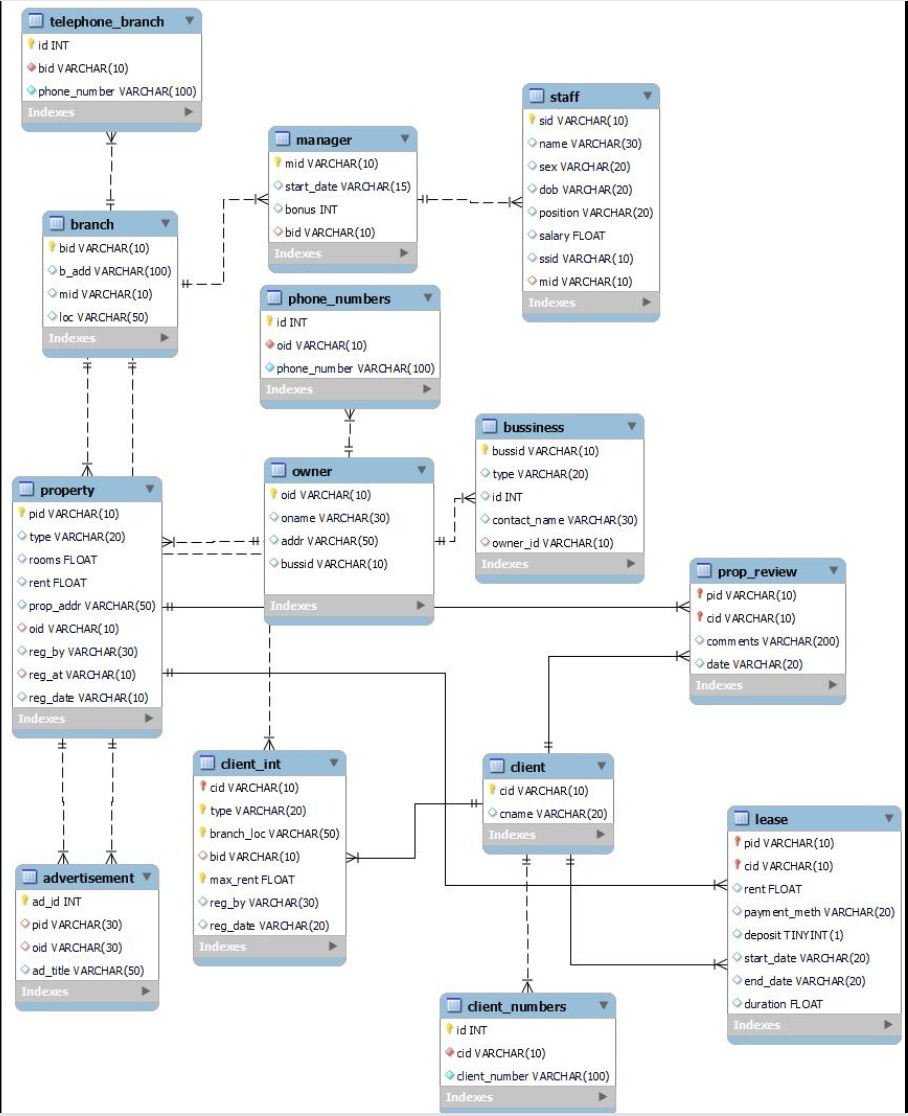 telephone_branch
id INT
bid VARCHAR(10)
phone_number VARCHAR(100)
Indexes
staff
sid VARCHAR(10)
name VARCHAR(30)
sex VARCHAR(20)
dob VARCHAR(20)
position VARCHAR(20)
salary FLOAT
ssid VARCHAR(10)
mid VARCHAR(10)
Indexes
manager
mid VARCHAR(10)
start_date VARCHAR(15)
bonus INT
bid VARCHAR(10)
Indexes
branch
bid VARCHAR(10)
b_add VARCHAR(100)
mid VARCHAR(10)
loc VARCHAR(50)
Indexes
phone_numbers
id INT
oid VARCHAR(10)
phone_number VARCHAR(100)
Indexes
bussiness
bussid VARCHAR(10)
type VARCHAR(20)
id INT
contact_name VARCHAR(30)
owner_id VARCHAR(10)
Indexes
owner
oid VARCHAR(10)
oname VARCHAR(30)
addr VARCHAR(50)
bussid VARCHAR(10)
Indexes
property
pid VARCHAR(10)
type VARCHAR(20)
rooms FLOAT
rent FLOAT
prop_addr VARCHAR(50)
oid VARCHAR(10)
reg_by VARCHAR(30)
reg_at VARCHAR(10)
reg_date VARCHAR(10)
Indexes
prop_review
pid VARCHAR(10)
cid VARCHAR(10)
comments VARCHAR(200)
date VARCHAR(20)
Indexes
client_int
cid VARCHAR(10)
type VARCHAR(20)
branch_loc VARCHAR(50)
bid VARCHAR(10)
max_rent FLOAT
reg_by VARCHAR(30)
reg_date VARCHAR(20)
Indexes
client
cid VARCHAR(10)
cname VARCHAR(20)
Indexes
lease
pid VARCHAR(10)
cid VARCHAR(10)
rent FLOAT
payment_meth VARCHAR(20)
deposit TINYINT(1)
start_date VARCHAR(20)
end_date VARCHAR(20)
duration FLOAT
Indexes
advertisement
ad_id INT
pid VARCHAR(30)
oid VARCHAR(30)
ad_title VARCHAR(50)
Indexes
client_numbers
id INT
cid VARCHAR(10)
client_number VARCHAR(100)
Indexes